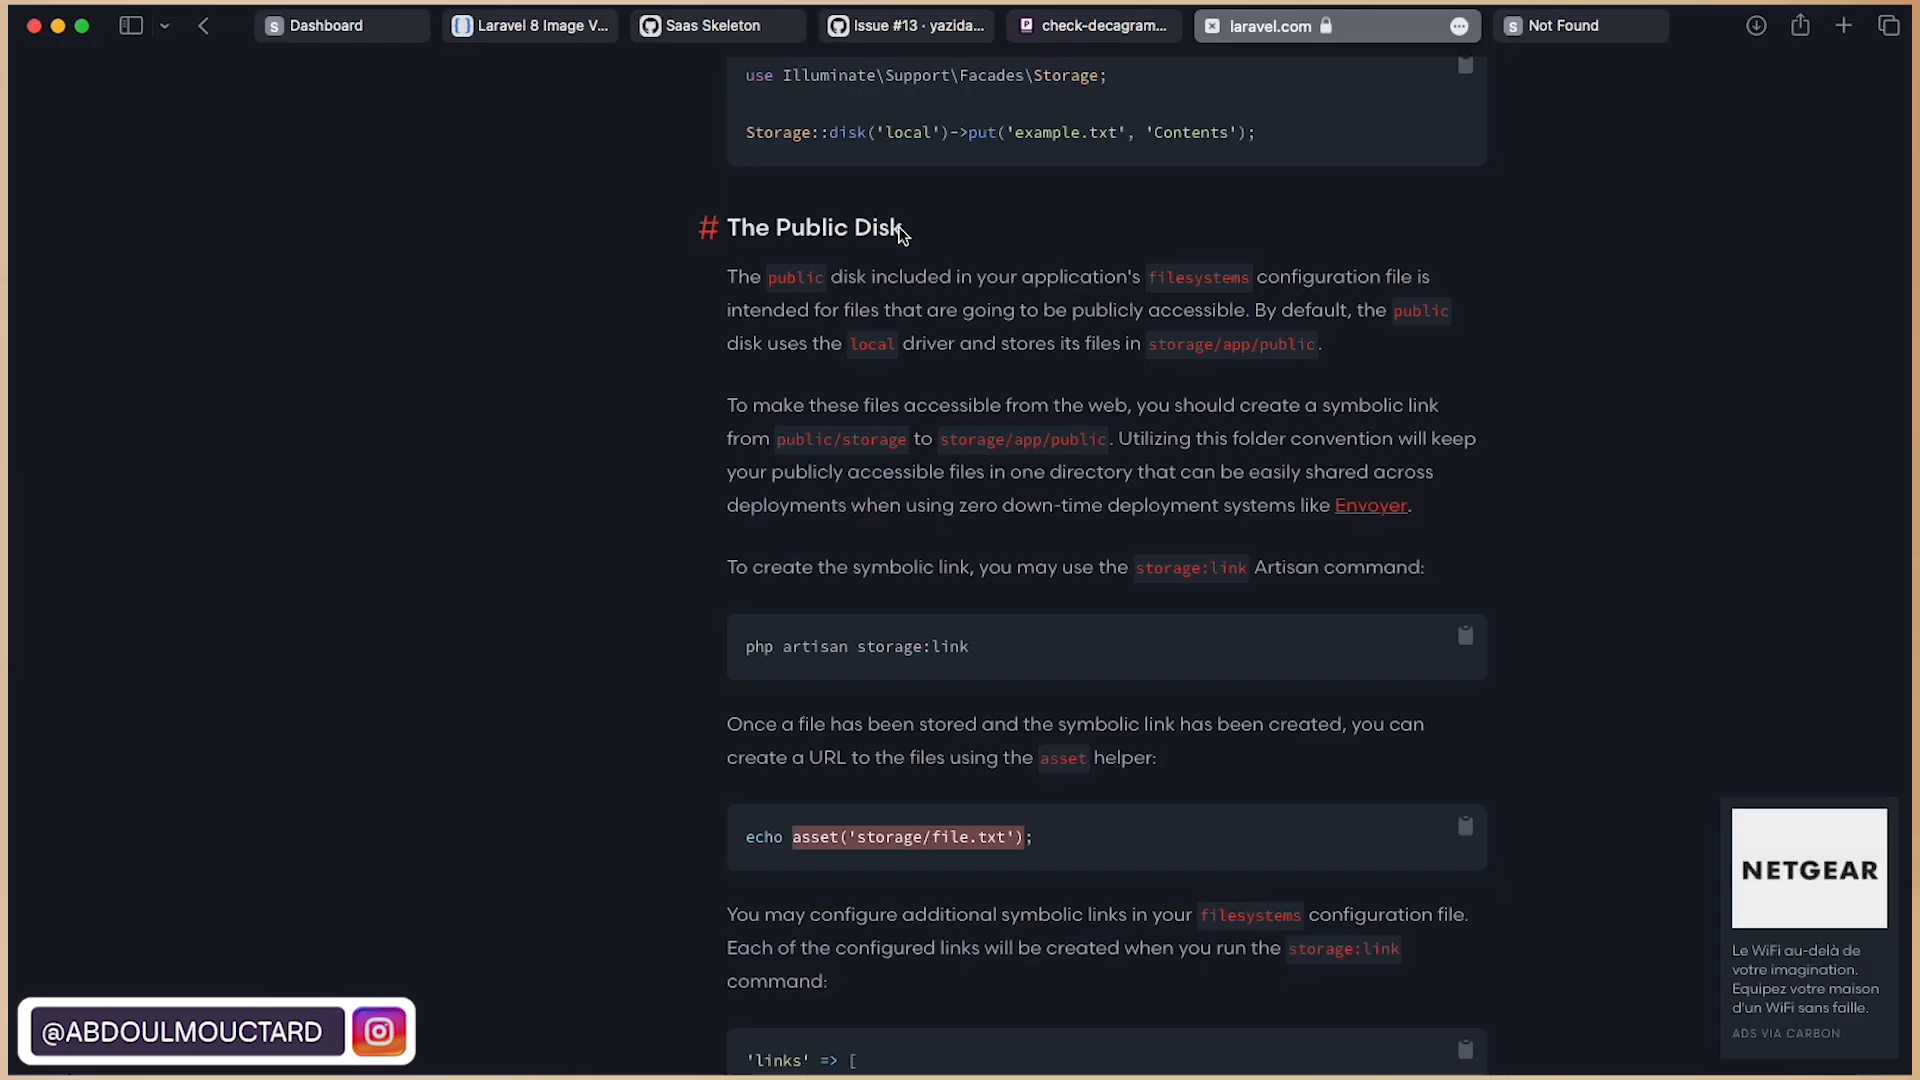 Dashboard
Laravel 8 Image V...
Saas Skeleton
Issue #13 · yazida...
check-decagram...
laravel.com
Not Found
use Illuminate\Support\Facades\Storage;
Storage::disk('local')->put('example.txt', 'Contents');
# The Public Disk
The public disk included in your application's filesystems configuration file is
intended for files that are going to be publicly accessible. By default, the public
disk uses the local driver and stores its files in storage/app/public.
To make these files accessible from the web, you should create a symbolic link
from public/storage to storage/app/public. Utilizing this folder convention will keep
your publicly accessible files in one directory that can be easily shared across
deployments when using zero down-time deployment systems like Envoyer.
To create the symbolic link, you may use the storage:link Artisan command:
php artisan storage:link
Once a file has been stored and the symbolic link has been created, you can
create a URL to the files using the asset helper:
echo asset('storage/file.txt');
You may configure additional symbolic links in your filesystems configuration file.
Each of the configured links will be created when you run the storage:link
command:
'links' => [
NETGEAR
Le WiFi au-delà de
votre imagination.
Equipez votre maison
d'un WiFi sans faille.
ADS VIA CARBON
@ABDOULMOUCTARD